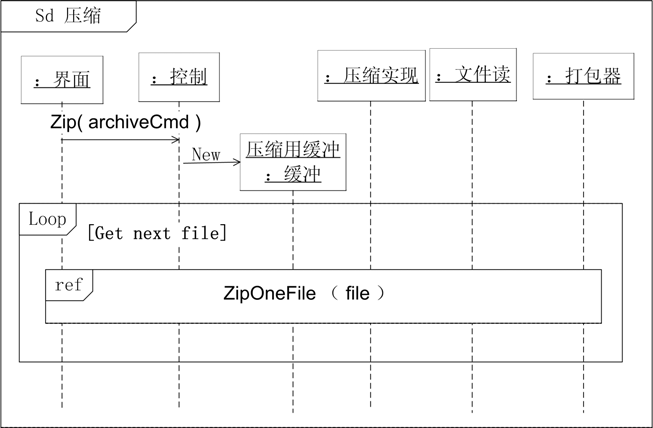 Sd 压缩
：界面
：控制
：压缩实现
：文件读
：打包器
Zip( archiveCmd )
New
压缩用缓冲
：缓冲
Loop
[Get next file]
ref
ZipOneFile （ file ）